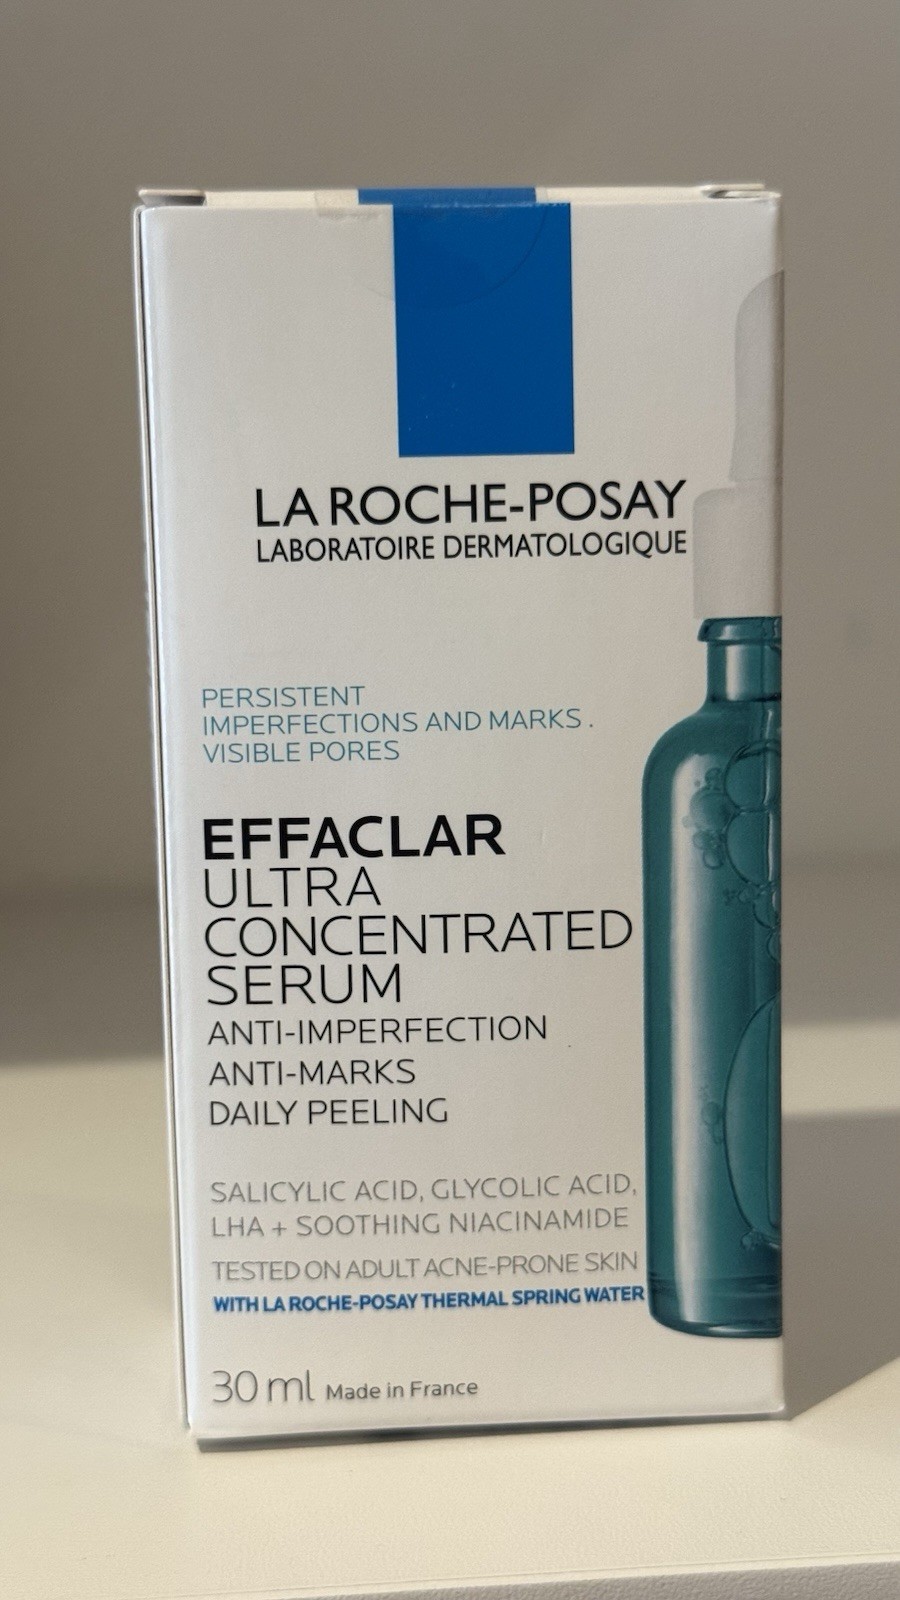 LA ROCHE-POSAY
LABORATOIRE DERMATOLOGIQUE
PERSISTENT
IMPERFECTIONS AND MARKS .
VISIBLE PORES
EFFACLAR
ULTRA
CONCENTRATED
SERUM
ANTI-IMPERFECTION
ANTI-MARKS
DAILY PEELING
SALICYLIC ACID, GLYCOLIC ACID,
LHA + SOOTHING NIACINAMIDE
TESTED ON ADULT ACNE-PRONE SKIN
WITH LA ROCHE-POSAY THERMAL SPRING WATER
30 ml Made in France